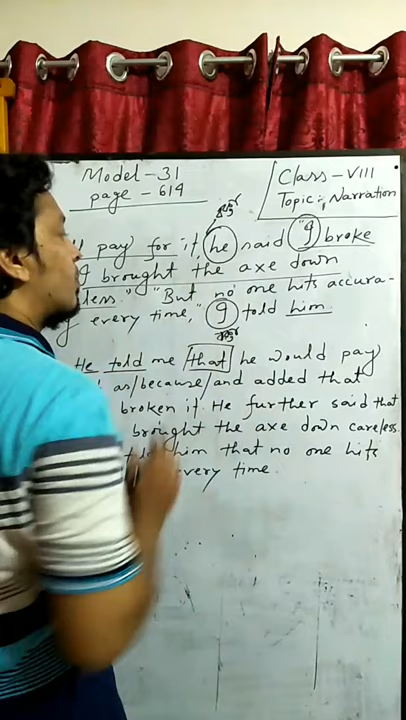 Model-31
page - 614
Class-VIII
Topic:, Narration
কর্তা
pay for it, he said "I broke
I brought the axe down
less." "But no one hits accura-
every time," I told him.
কর্তা
He told me that he would pay
as/because/and added that
broken it. He further said that
brought the axe down careless.
him that no one hits
every time.